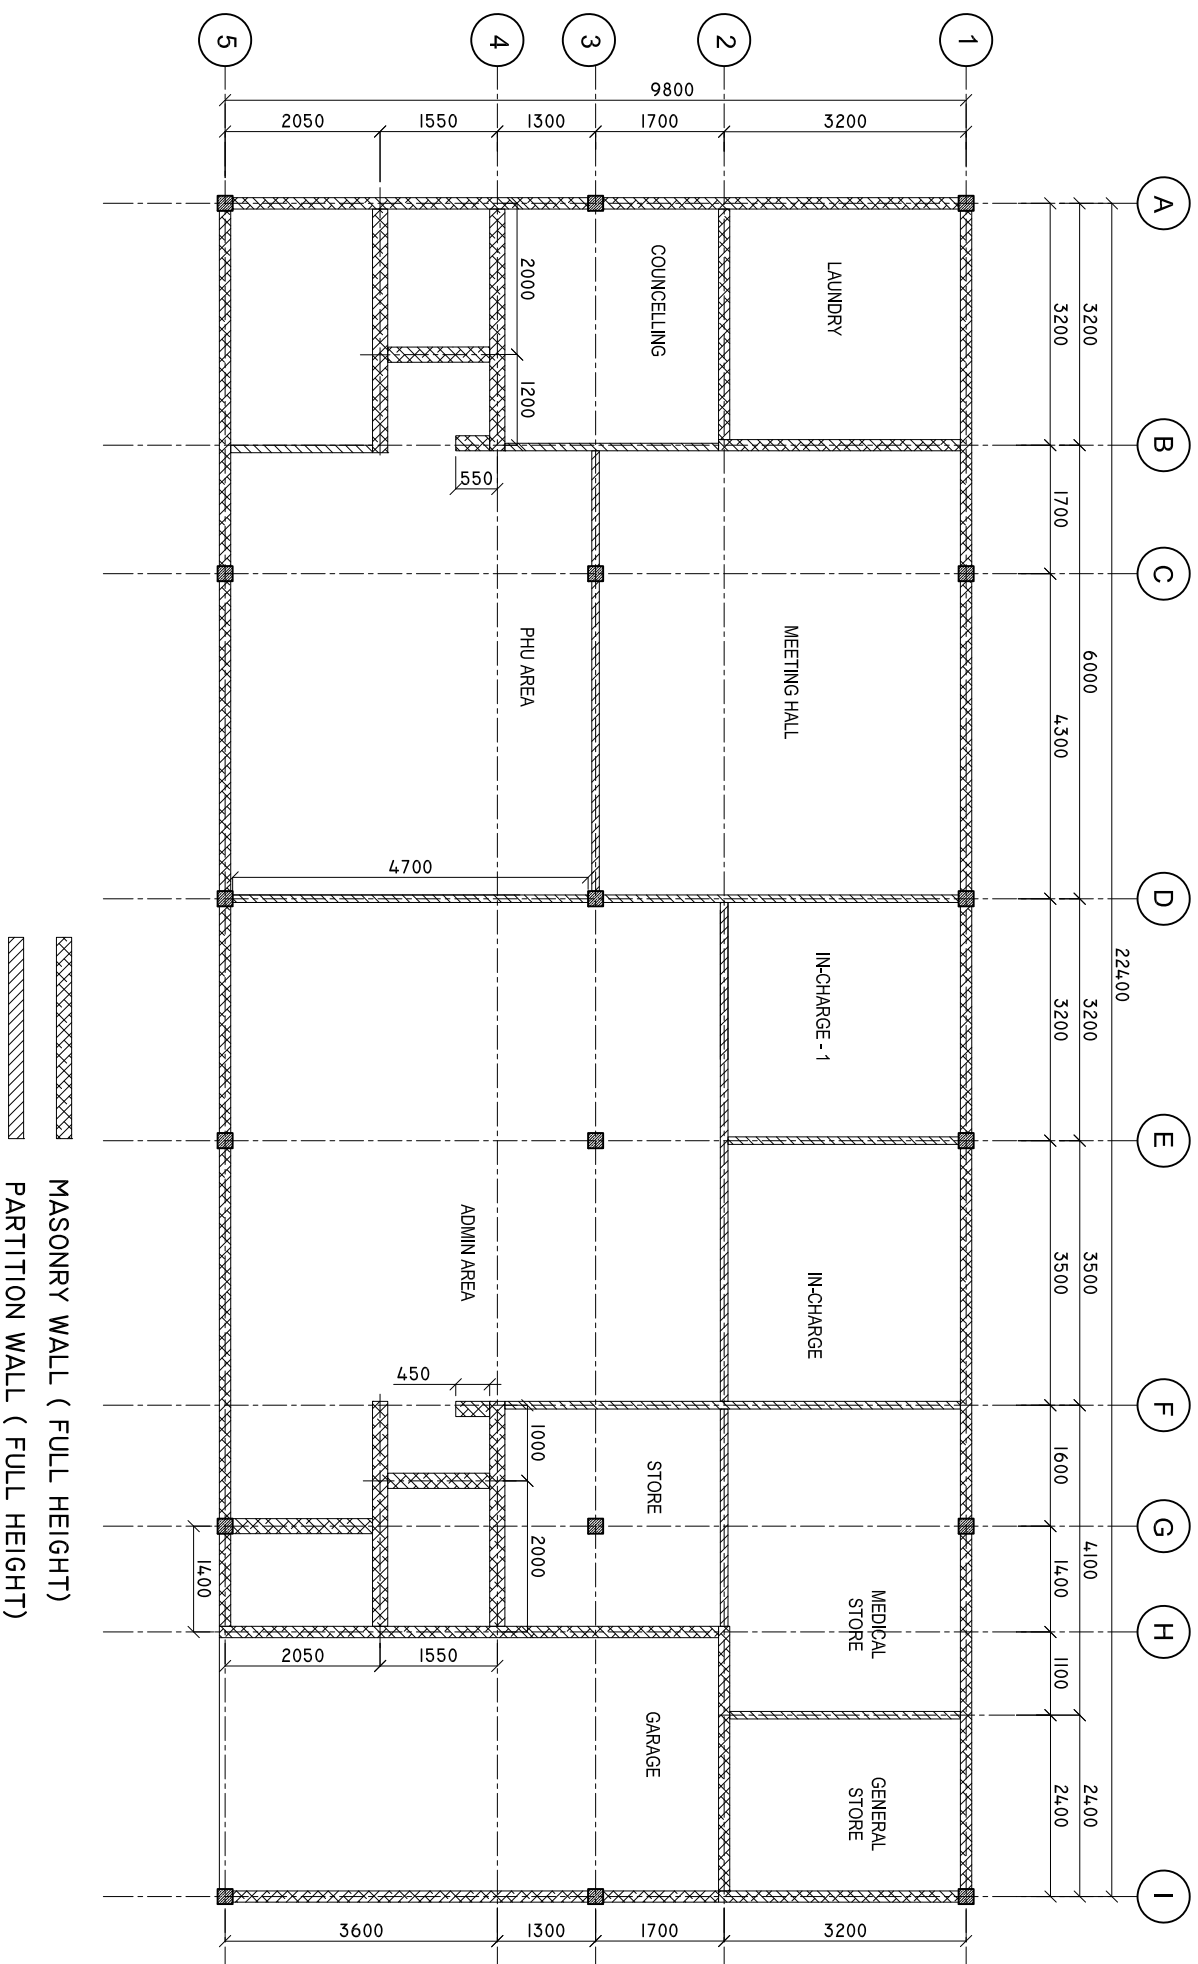 A
B
C
D
E
F
G
H
I
22400
3200
6000
3200
3500
4100
2400
3200
1700
4300
3200
3500
1600
1400
1100
2400
1
9800
3200
LAUNDRY
MEETING HALL
IN-CHARGE - 1
IN-CHARGE
MEDICAL
STORE
GENERAL
STORE
3200
2
1700
COUNCELLING
STORE
GARAGE
1700
3
1300
2000
1200
PHU AREA
1000
2000
1300
4
550
ADMIN AREA
450
1550
1550
4700
3600
2050
2050
5
1400
MASONRY WALL ( FULL HEIGHT)
PARTITION WALL ( FULL HEIGHT)